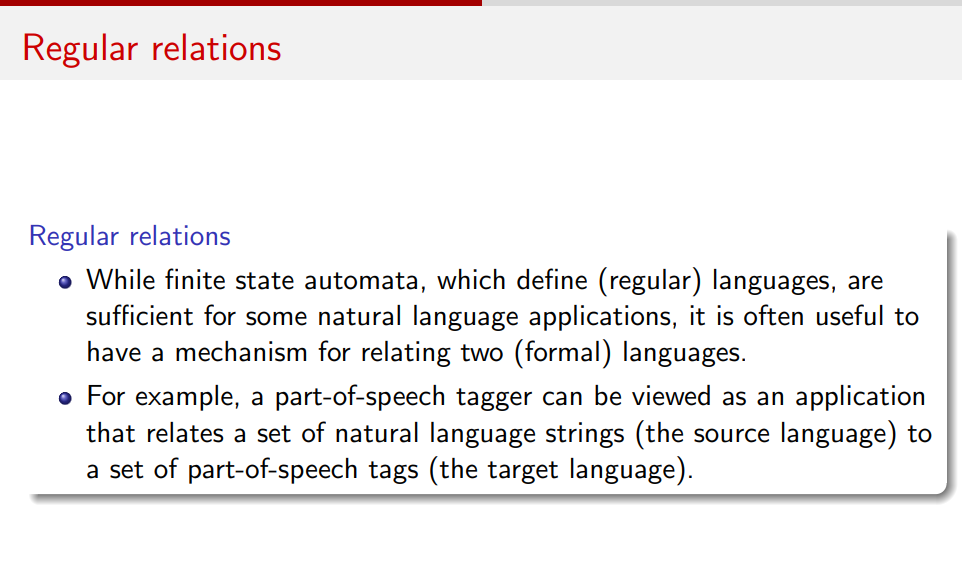 Regular relations
Regular relations
While finite state automata, which define (regular) languages, are
sufficient for some natural language applications, it is often useful to
have a mechanism for relating two (formal) languages.
For example, a part-of-speech tagger can be viewed as an application
that relates a set of natural language strings (the source language) to
a set of part-of-speech tags (the target language).